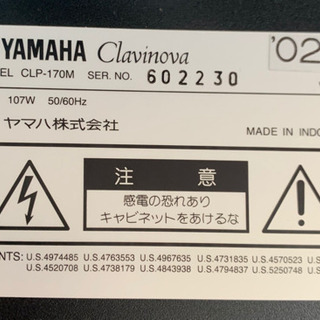 YAMAHA Clavinova
'02
EL CLP-170M SER. NO. 602230
107W 50/60Hz
ヤマハ株式会社
MADE IN INDO
注 意
感電の恐れあり
キャビネットをあけるな
ENTS: U.S.4974485 U.S.4763553 U.S.4967635 U.S.4731835 U.S.4570523 U.S.
U.S.4520708 U.S.4738179 U.S.4843938 U.S.4794837 U.S.5250748 U.S.